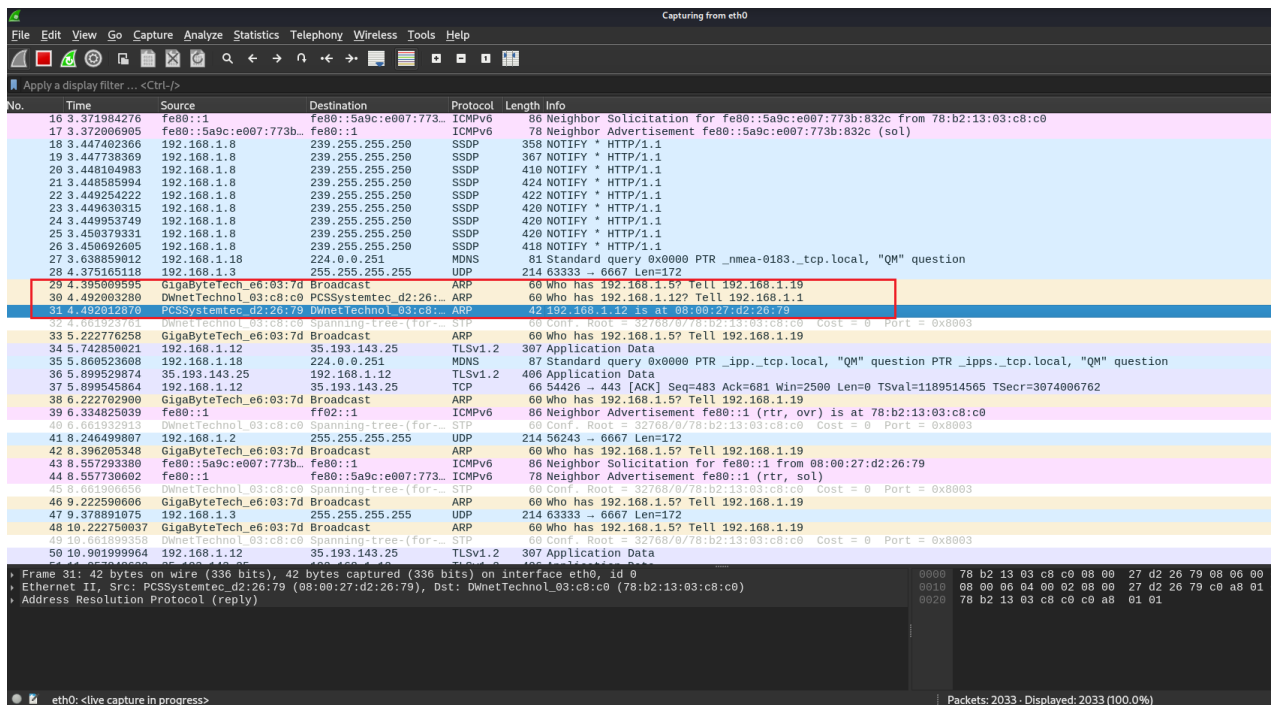 Capturing from eth0
File Edit View Go Capture Analyze Statistics Telephony Wireless Tools Help
Apply a display filter ... <Ctrl-/>
No. Time Source Destination Protocol Length Info
16 3.371984276 fe80::1 fe80::5a9c:e007:773… ICMPv6 86 Neighbor Solicitation for fe80::5a9c:e007:773b:832c from 78:b2:13:03:c8:c0
17 3.372006905 fe80::5a9c:e007:773b… fe80::1 ICMPv6 78 Neighbor Advertisement fe80::5a9c:e007:773b:832c (sol)
18 3.447402366 192.168.1.8 239.255.255.250 SSDP 358 NOTIFY * HTTP/1.1
19 3.447738369 192.168.1.8 239.255.255.250 SSDP 367 NOTIFY * HTTP/1.1
20 3.448104983 192.168.1.8 239.255.255.250 SSDP 410 NOTIFY * HTTP/1.1
21 3.448585994 192.168.1.8 239.255.255.250 SSDP 424 NOTIFY * HTTP/1.1
22 3.449254222 192.168.1.8 239.255.255.250 SSDP 422 NOTIFY * HTTP/1.1
23 3.449630315 192.168.1.8 239.255.255.250 SSDP 420 NOTIFY * HTTP/1.1
24 3.449953749 192.168.1.8 239.255.255.250 SSDP 420 NOTIFY * HTTP/1.1
25 3.450379331 192.168.1.8 239.255.255.250 SSDP 420 NOTIFY * HTTP/1.1
26 3.450692605 192.168.1.8 239.255.255.250 SSDP 418 NOTIFY * HTTP/1.1
27 3.638859012 192.168.1.18 224.0.0.251 MDNS 81 Standard query 0x0000 PTR _nmea-0183._tcp.local, "QM" question
28 4.375165118 192.168.1.3 255.255.255.255 UDP 214 63333 → 6667 Len=172
29 4.395009595 GigaByteTech_e6:03:7d Broadcast ARP 60 Who has 192.168.1.5? Tell 192.168.1.19
30 4.492003280 DWnetTechnol_03:c8:c0 PCSSystemtec_d2:26:… ARP 60 Who has 192.168.1.12? Tell 192.168.1.1
31 4.492012870 PCSSystemtec_d2:26:79 DWnetTechnol_03:c8:… ARP 42 192.168.1.12 is at 08:00:27:d2:26:79
32 4.661923761 DWnetTechnol_03:c8:c0 Spanning-tree-(for-… STP 60 Conf. Root = 32768/0/78:b2:13:03:c8:c0 Cost = 0 Port = 0x8003
33 5.222776258 GigaByteTech_e6:03:7d Broadcast ARP 60 Who has 192.168.1.5? Tell 192.168.1.19
34 5.742850021 192.168.1.12 35.193.143.25 TLSv1.2 307 Application Data
35 5.860523608 192.168.1.18 224.0.0.251 MDNS 87 Standard query 0x0000 PTR _ipp._tcp.local, "QM" question PTR _ipps._tcp.local, "QM" question
36 5.899529874 35.193.143.25 192.168.1.12 TLSv1.2 406 Application Data
37 5.899545864 192.168.1.12 35.193.143.25 TCP 66 54426 → 443 [ACK] Seq=483 Ack=681 Win=2500 Len=0 TSval=1189514565 TSecr=3074006762
38 6.222702900 GigaByteTech_e6:03:7d Broadcast ARP 60 Who has 192.168.1.5? Tell 192.168.1.19
39 6.334825039 fe80::1 ff02::1 ICMPv6 86 Neighbor Advertisement fe80::1 (rtr, ovr) is at 78:b2:13:03:c8:c0
40 6.661932913 DWnetTechnol_03:c8:c0 Spanning-tree-(for-… STP 60 Conf. Root = 32768/0/78:b2:13:03:c8:c0 Cost = 0 Port = 0x8003
41 8.246499807 192.168.1.2 255.255.255.255 UDP 214 56243 → 6667 Len=172
42 8.396205348 GigaByteTech_e6:03:7d Broadcast ARP 60 Who has 192.168.1.5? Tell 192.168.1.19
43 8.557293380 fe80::5a9c:e007:773b… fe80::1 ICMPv6 86 Neighbor Solicitation for fe80::1 from 08:00:27:d2:26:79
44 8.557730602 fe80::1 fe80::5a9c:e007:773… ICMPv6 78 Neighbor Advertisement fe80::1 (rtr, sol)
45 8.661906656 DWnetTechnol_03:c8:c0 Spanning-tree-(for-… STP 60 Conf. Root = 32768/0/78:b2:13:03:c8:c0 Cost = 0 Port = 0x8003
46 9.222590606 GigaByteTech_e6:03:7d Broadcast ARP 60 Who has 192.168.1.5? Tell 192.168.1.19
47 9.378891075 192.168.1.3 255.255.255.255 UDP 214 63333 → 6667 Len=172
48 10.222750037 GigaByteTech_e6:03:7d Broadcast ARP 60 Who has 192.168.1.5? Tell 192.168.1.19
49 10.661899358 DWnetTechnol_03:c8:c0 Spanning-tree-(for-… STP 60 Conf. Root = 32768/0/78:b2:13:03:c8:c0 Cost = 0 Port = 0x8003
50 10.901999964 192.168.1.12 35.193.143.25 TLSv1.2 307 Application Data
Frame 31: 42 bytes on wire (336 bits), 42 bytes captured (336 bits) on interface eth0, id 0
Ethernet II, Src: PCSSystemtec_d2:26:79 (08:00:27:d2:26:79), Dst: DWnetTechnol_03:c8:c0 (78:b2:13:03:c8:c0)
Address Resolution Protocol (reply)
0000 78 b2 13 03 c8 c0 08 00 27 d2 26 79 08 06 00
0010 08 00 06 04 00 02 08 00 27 d2 26 79 c0 a8 01
0020 78 b2 13 03 c8 c0 c0 a8 01 01
eth0: <live capture in progress>
Packets: 2033 · Displayed: 2033 (100.0%)